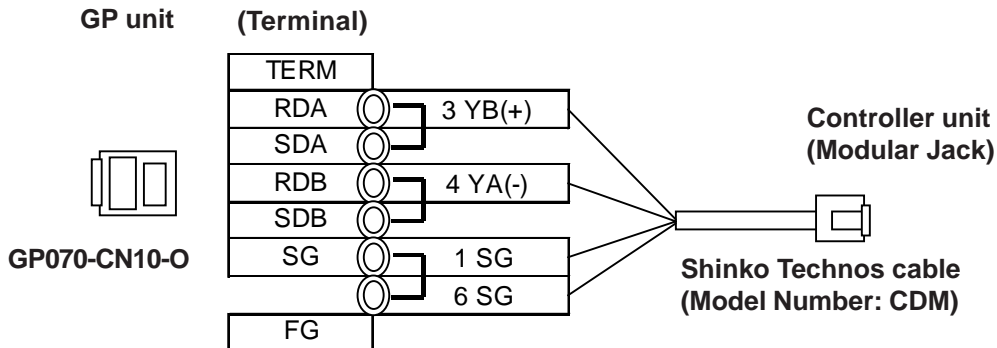 GP unit (Terminal)
TERM
RDA 3 YB(+)
SDA
RDB 4 YA(-)
SDB
SG 1 SG
6 SG
FG
GP070-CN10-O
Controller unit
(Modular Jack)
Shinko Technos cable
(Model Number: CDM)